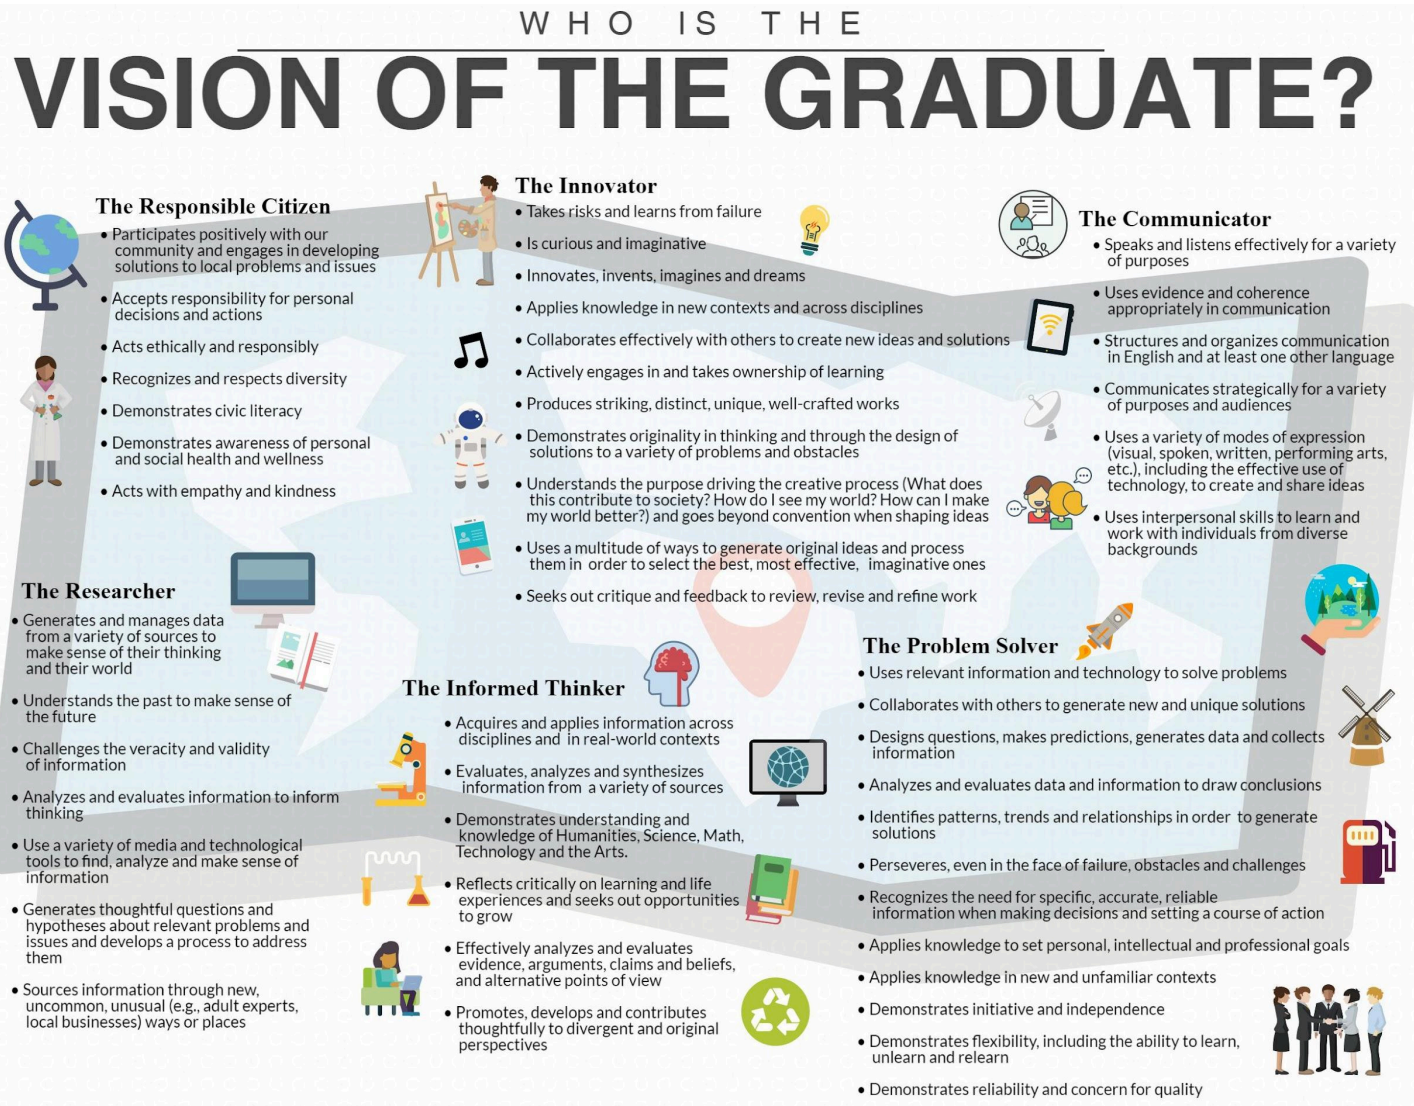 WHO IS THE
VISION OF THE GRADUATE?
The Responsible Citizen
• Participates positively with our
community and engages in developing
solutions to local problems and issues
• Accepts responsibility for personal
decisions and actions
• Acts ethically and responsibly
• Recognizes and respects diversity
• Demonstrates civic literacy
• Demonstrates awareness of personal
and social health and wellness
• Acts with empathy and kindness
The Innovator
• Takes risks and learns from failure
• Is curious and imaginative
• Innovates, invents, imagines and dreams
• Applies knowledge in new contexts and across disciplines
• Collaborates effectively with others to create new ideas and solutions
• Actively engages in and takes ownership of learning
• Produces striking, distinct, unique, well-crafted works
• Demonstrates originality in thinking and through the design of
solutions to a variety of problems and obstacles
• Understands the purpose driving the creative process (What does
this contribute to society? How do I see my world? How can I make
my world better?) and goes beyond convention when shaping ideas
• Uses a multitude of ways to generate original ideas and process
them in order to select the best, most effective, imaginative ones
• Seeks out critique and feedback to review, revise and refine work
The Communicator
• Speaks and listens effectively for a variety
of purposes
• Uses evidence and coherence
appropriately in communication
• Structures and organizes communication
in English and at least one other language
• Communicates strategically for a variety
of purposes and audiences
• Uses a variety of modes of expression
(visual, spoken, written, performing arts,
etc.), including the effective use of
technology, to create and share ideas
• Uses interpersonal skills to learn and
work with individuals from diverse
backgrounds
The Researcher
• Generates and manages data
from a variety of sources to
make sense of their thinking
and their world
• Understands the past to make sense of
the future
• Challenges the veracity and validity
of information
• Analyzes and evaluates information to inform
thinking
• Use a variety of media and technological
tools to find, analyze and make sense of
information
• Generates thoughtful questions and
hypotheses about relevant problems and
issues and develops a process to address
them
• Sources information through new,
uncommon, unusual (e.g., adult experts,
local businesses) ways or places
The Informed Thinker
• Acquires and applies information across
disciplines and in real-world contexts
• Evaluates, analyzes and synthesizes
information from a variety of sources
• Demonstrates understanding and
knowledge of Humanities, Science, Math,
Technology and the Arts.
• Reflects critically on learning and life
experiences and seeks out opportunities
to grow
• Effectively analyzes and evaluates
evidence, arguments, claims and beliefs,
and alternative points of view
• Promotes, develops and contributes
thoughtfully to divergent and original
perspectives
The Problem Solver
• Uses relevant information and technology to solve problems
• Collaborates with others to generate new and unique solutions
• Designs questions, makes predictions, generates data and collects
information
• Analyzes and evaluates data and information to draw conclusions
• Identifies patterns, trends and relationships in order to generate
solutions
• Perseveres, even in the face of failure, obstacles and challenges
• Recognizes the need for specific, accurate, reliable
information when making decisions and setting a course of action
• Applies knowledge to set personal, intellectual and professional goals
• Applies knowledge in new and unfamiliar contexts
• Demonstrates initiative and independence
• Demonstrates flexibility, including the ability to learn,
unlearn and relearn
• Demonstrates reliability and concern for quality